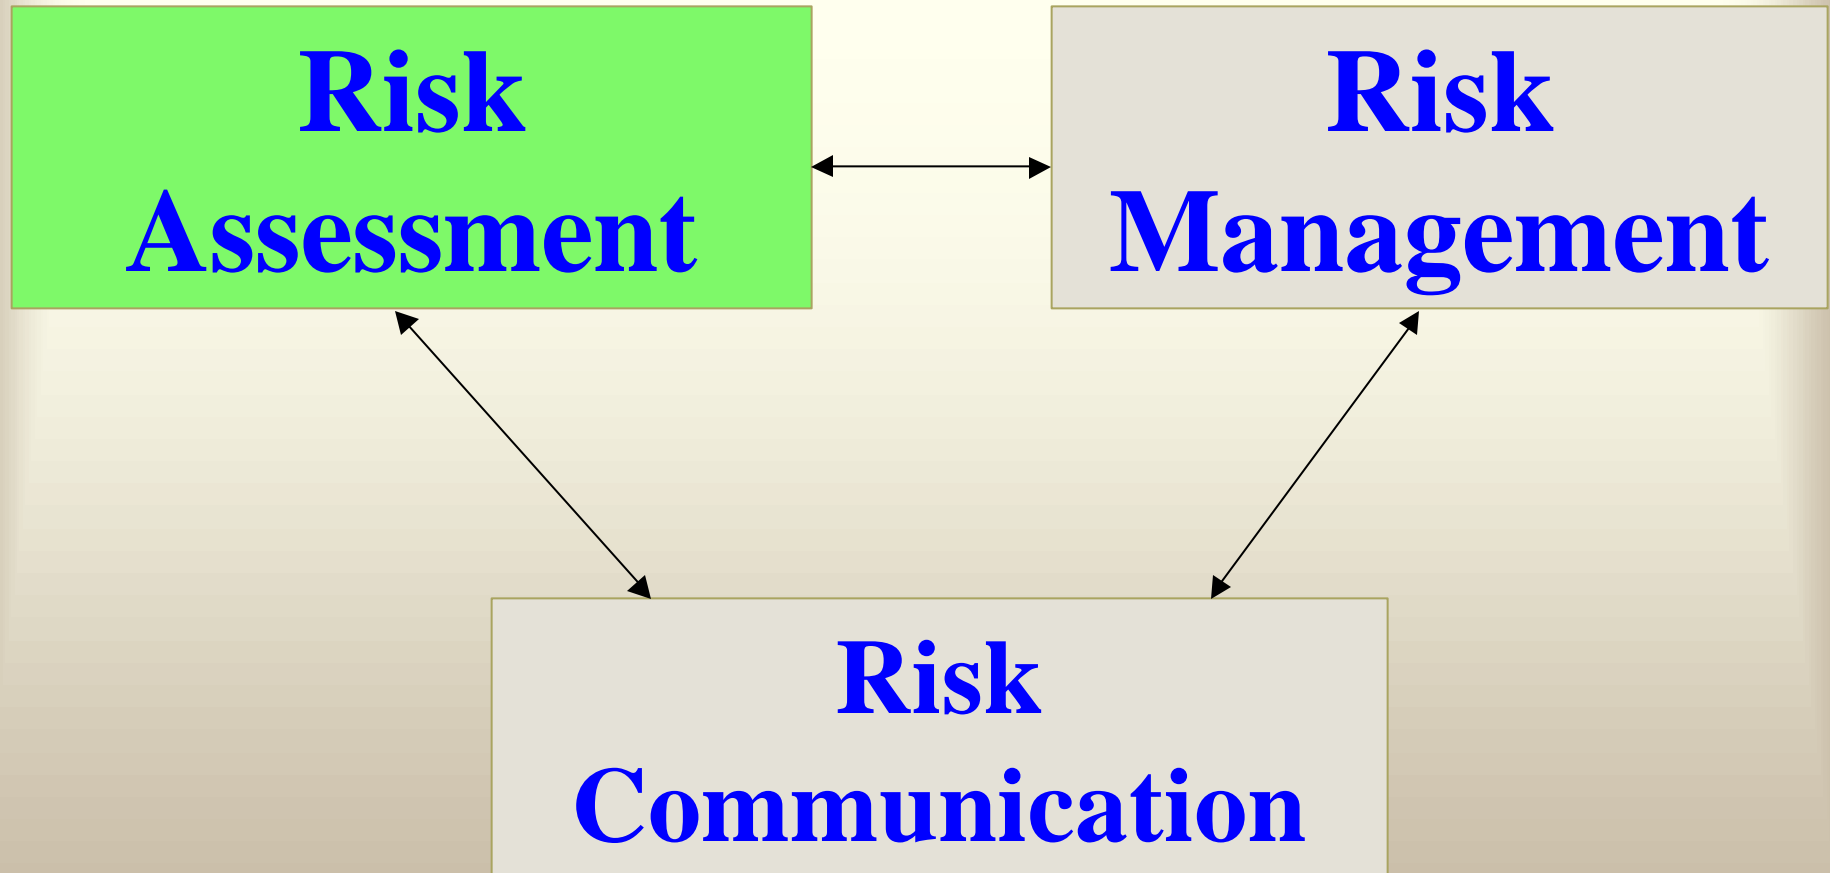 Risk
Assessment
Risk
Management
Risk
Communication